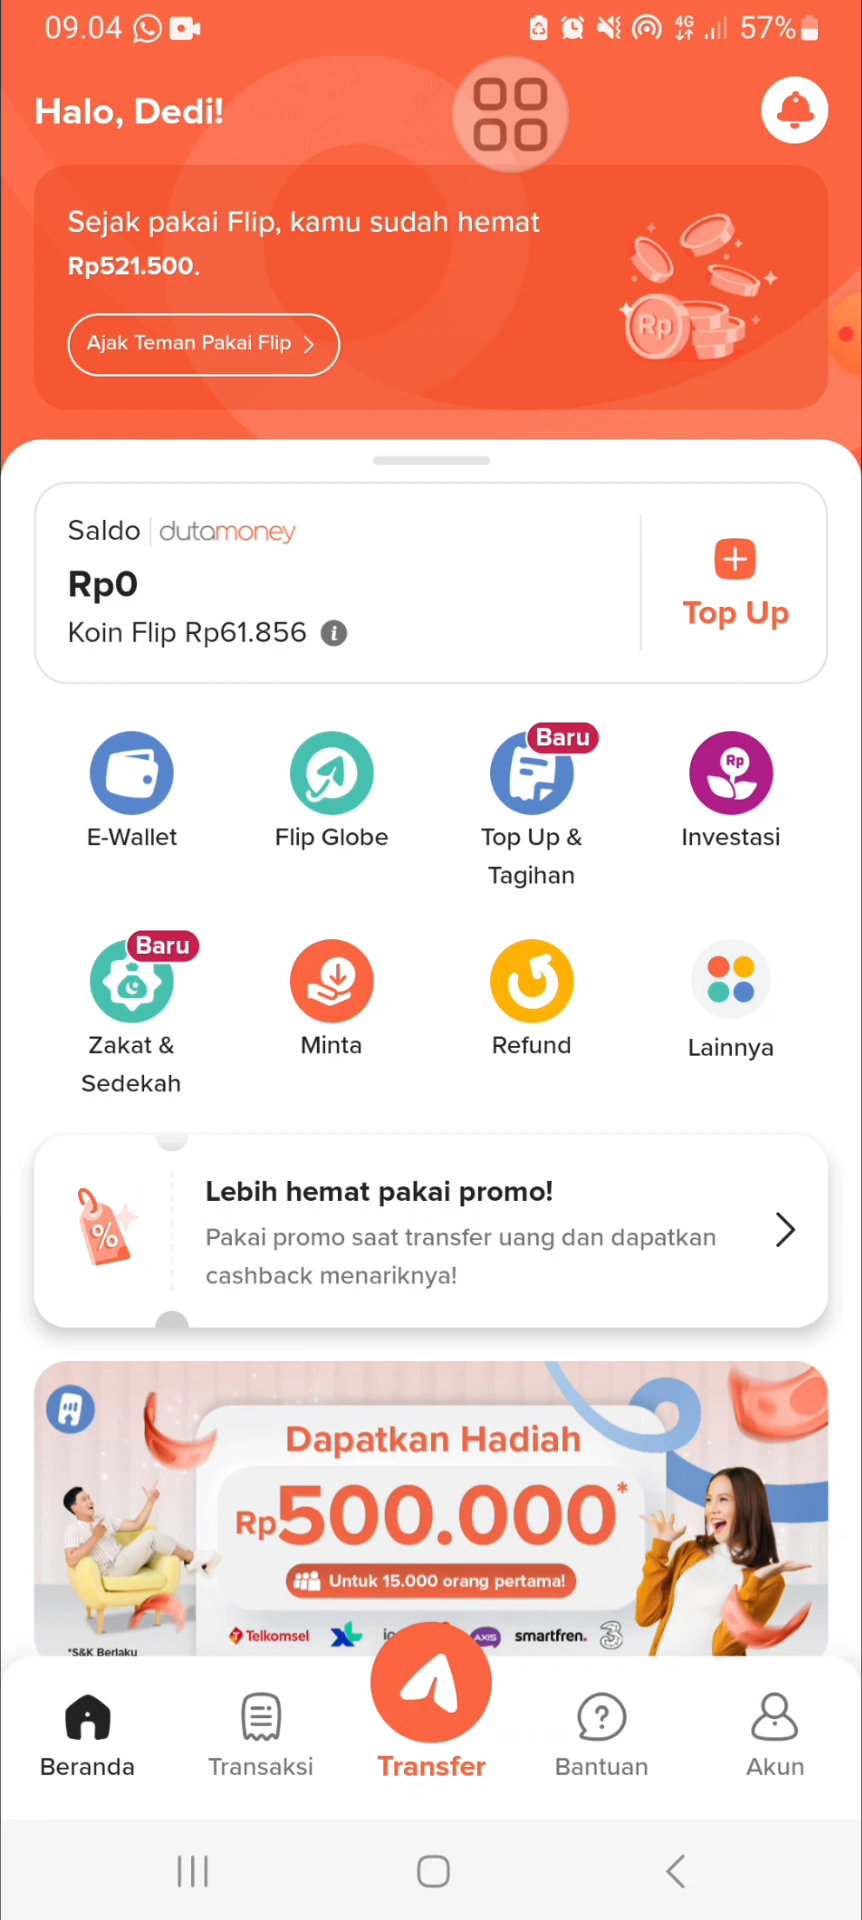 09.04
4G
57%
Halo, Dedi!
Sejak pakai Flip, kamu sudah hemat
Rp521.500.
Rp
Ajak Teman Pakai Flip
Saldo
dutamoney
Rp0
Koin Flip Rp61.856
i
Top Up
E-Wallet
Flip Globe
Baru
Top Up &
Tagihan
Rp
Investasi
Baru
Zakat &
Sedekah
Minta
Refund
Lainnya
%
Lebih hemat pakai promo!
Pakai promo saat transfer uang dan dapatkan
cashback menariknya!
Dapatkan Hadiah
Rp500.000*
Untuk 15.000 orang pertama!
Telkomsel
XL
AXIS
smartfren.
3
*S&K Berlaku
Beranda
Transaksi
Transfer
Bantuan
Akun